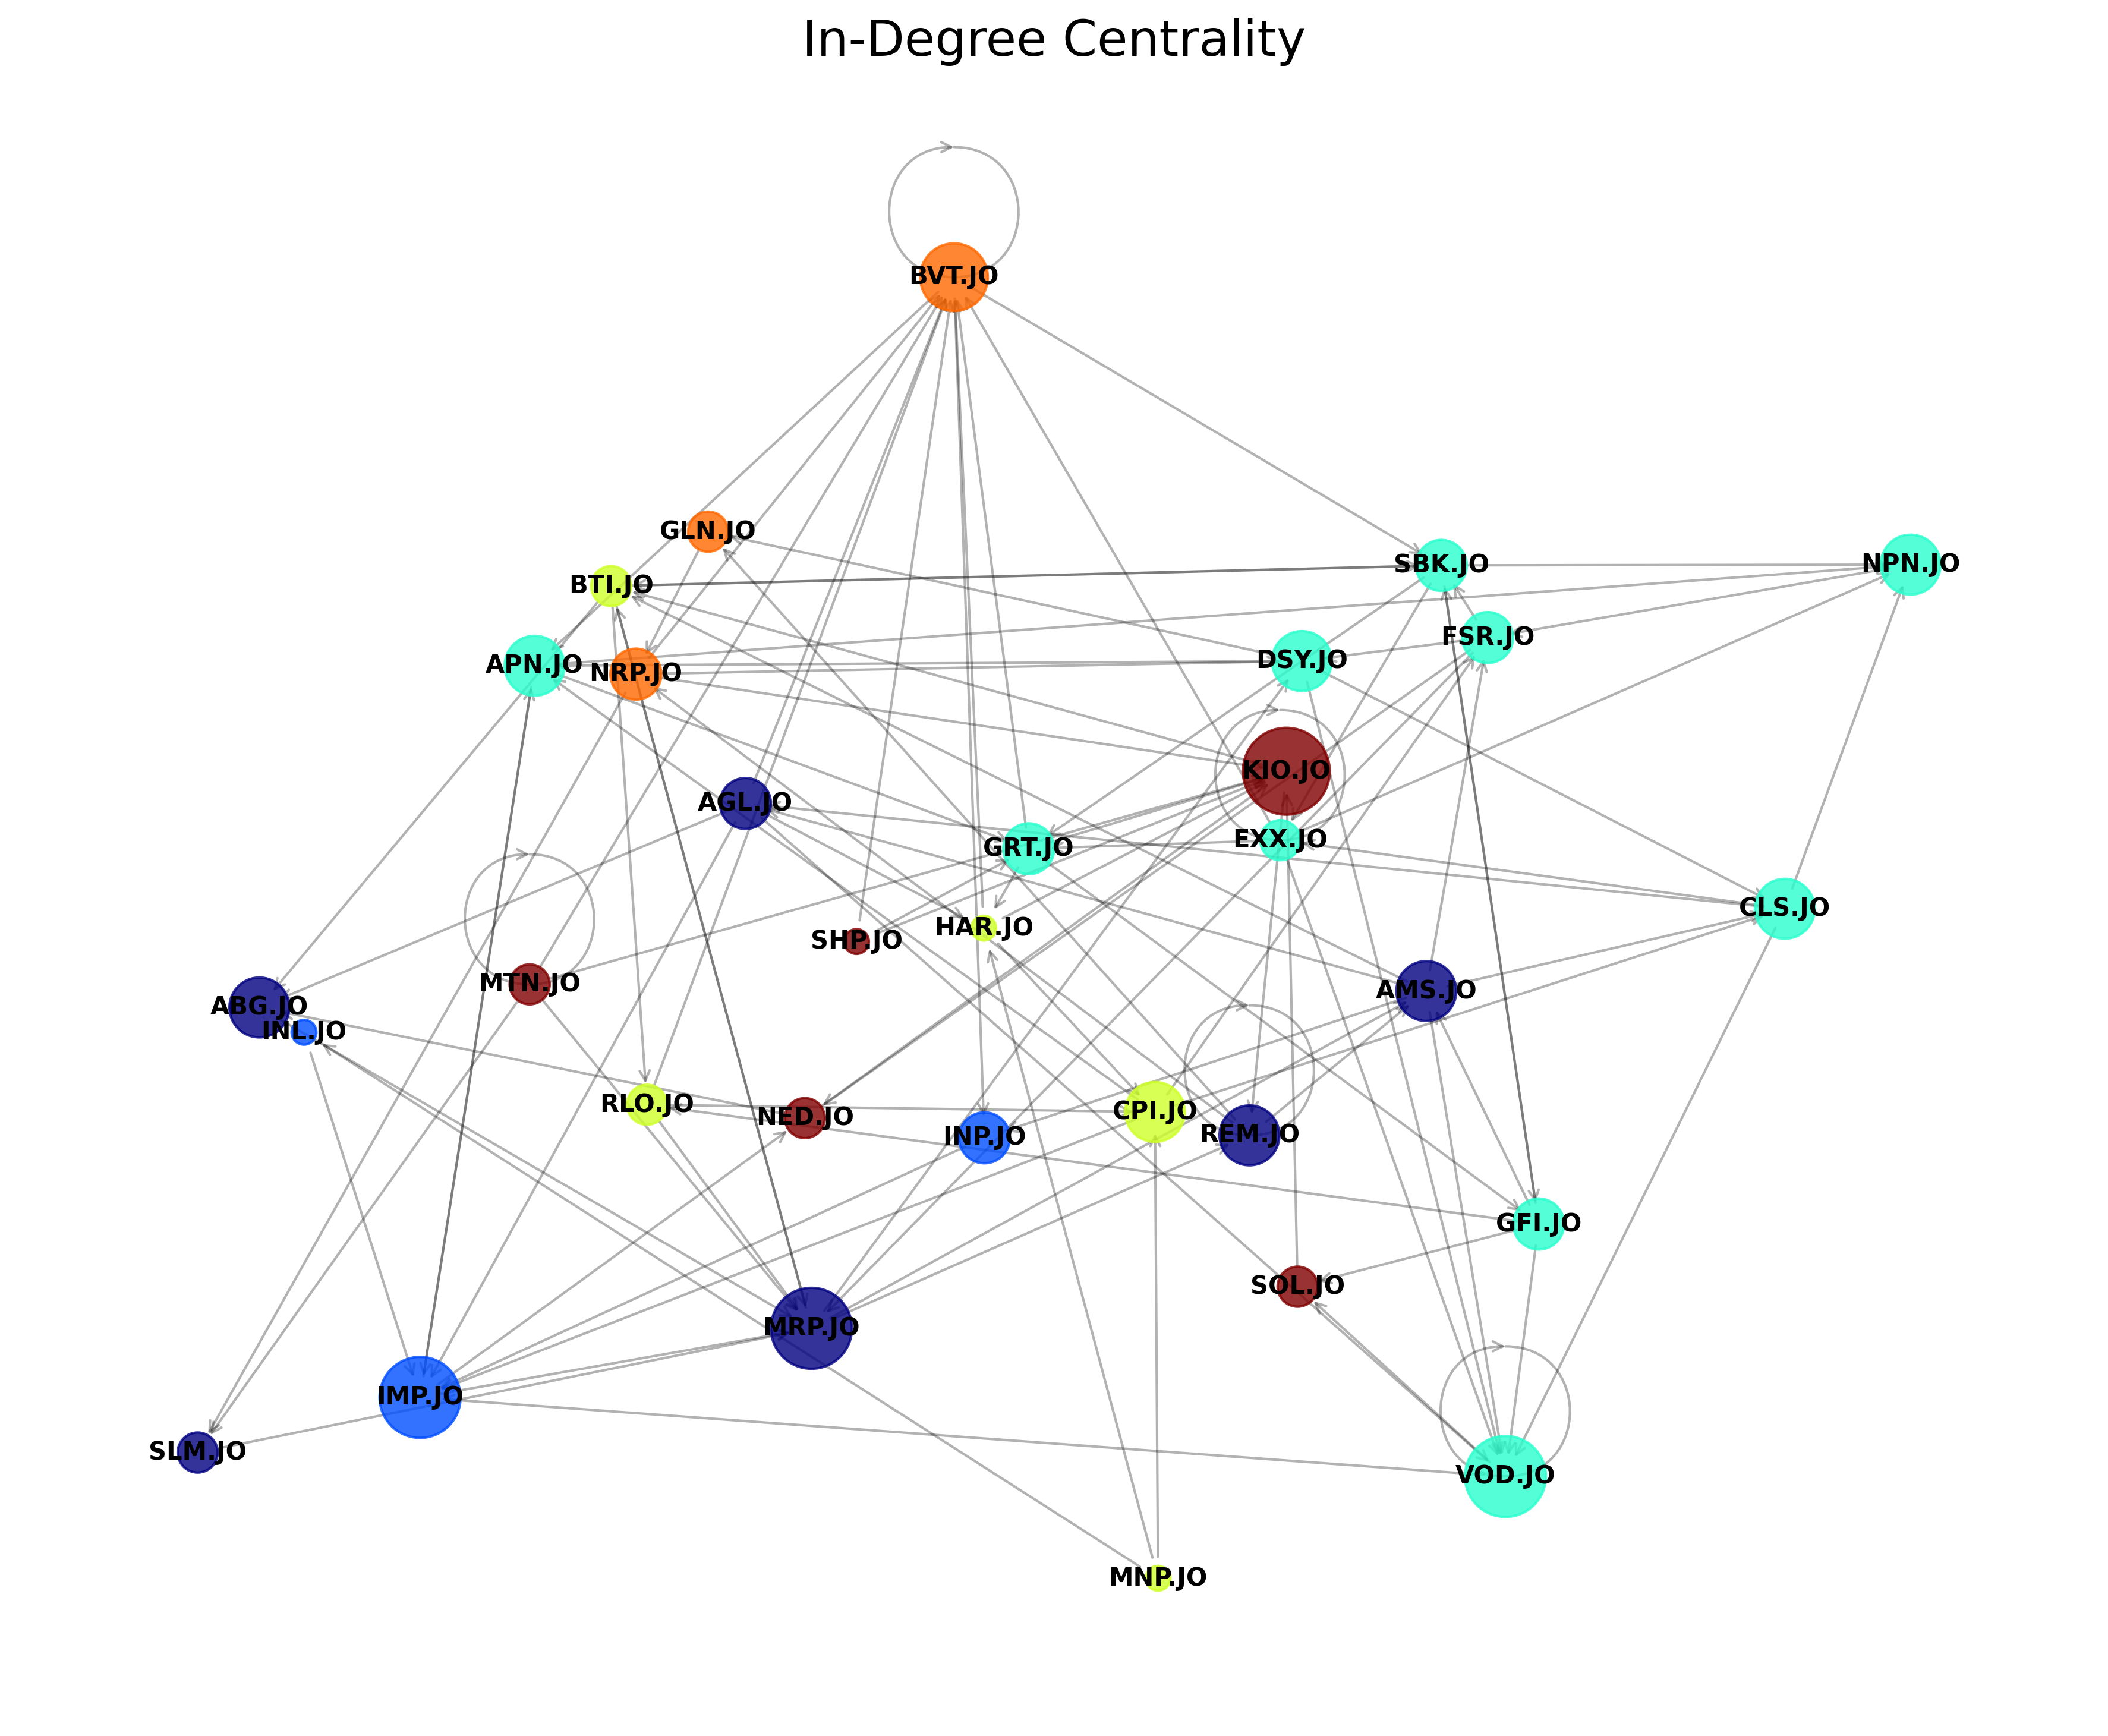 In-Degree Centrality
BVT.JO
GLN.JO
SBK.JO
NPN.JO
BTI.JO
FSR.JO
DSY.JO
APN.JO
NRP.JO
KIO.JO
AGL.JO
EXX.JO
GRT.JO
CLS.JO
HAR.JO
SHP.JO
MTN.JO
AMS.JO
ABG.JO
INL.JO
RLO.JO
CPI.JO
NED.JO
REM.JO
INP.JO
GFI.JO
SOL.JO
MRP.JO
IMP.JO
SLM.JO
VOD.JO
MNP.JO